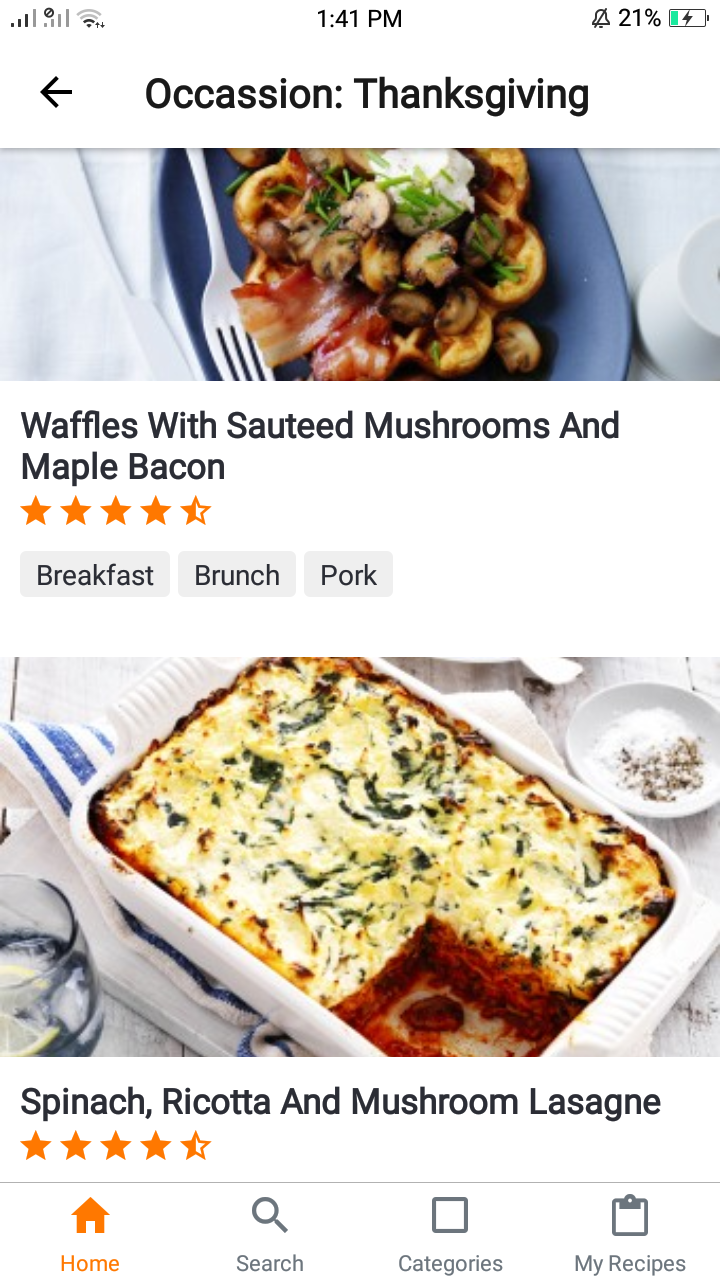 1:41 PM
21%
Occassion: Thanksgiving
Waffles With Sauteed Mushrooms And
Maple Bacon
Breakfast
Brunch
Pork
Spinach, Ricotta And Mushroom Lasagne
Home
Search
Categories
My Recipes